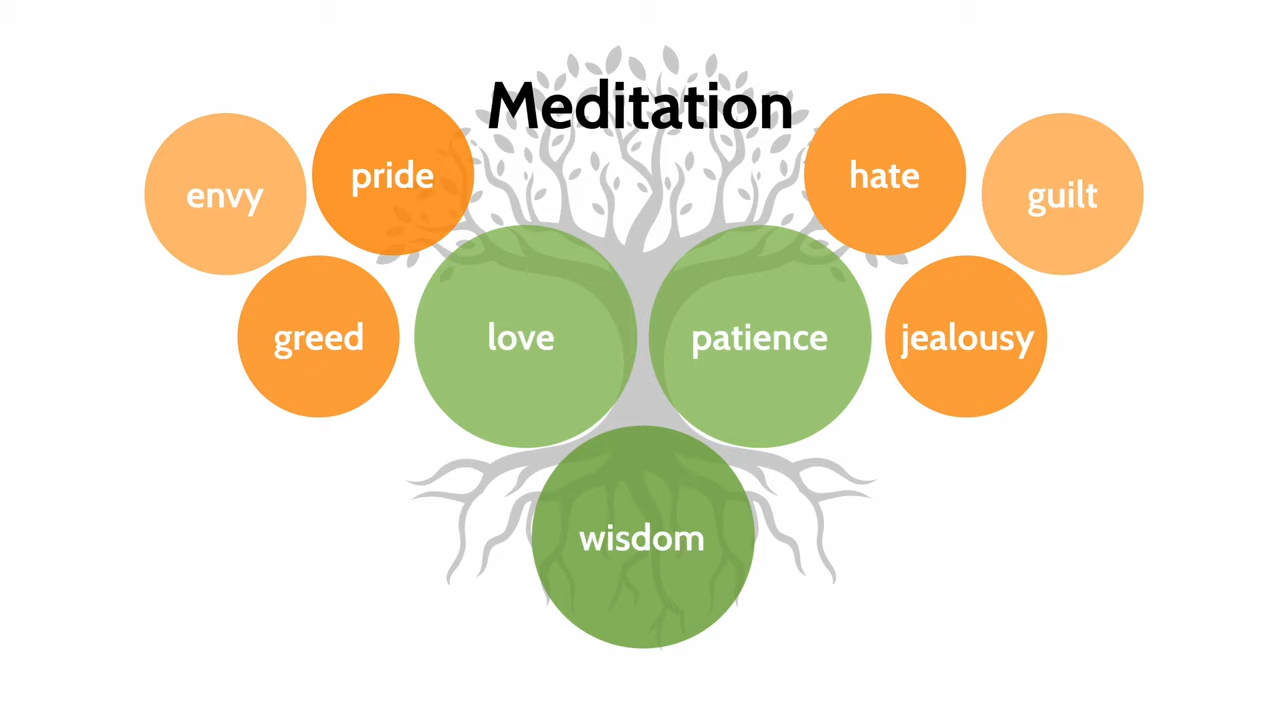 Meditation
envy
pride
hate
guilt
greed
love
patience
jealousy
wisdom